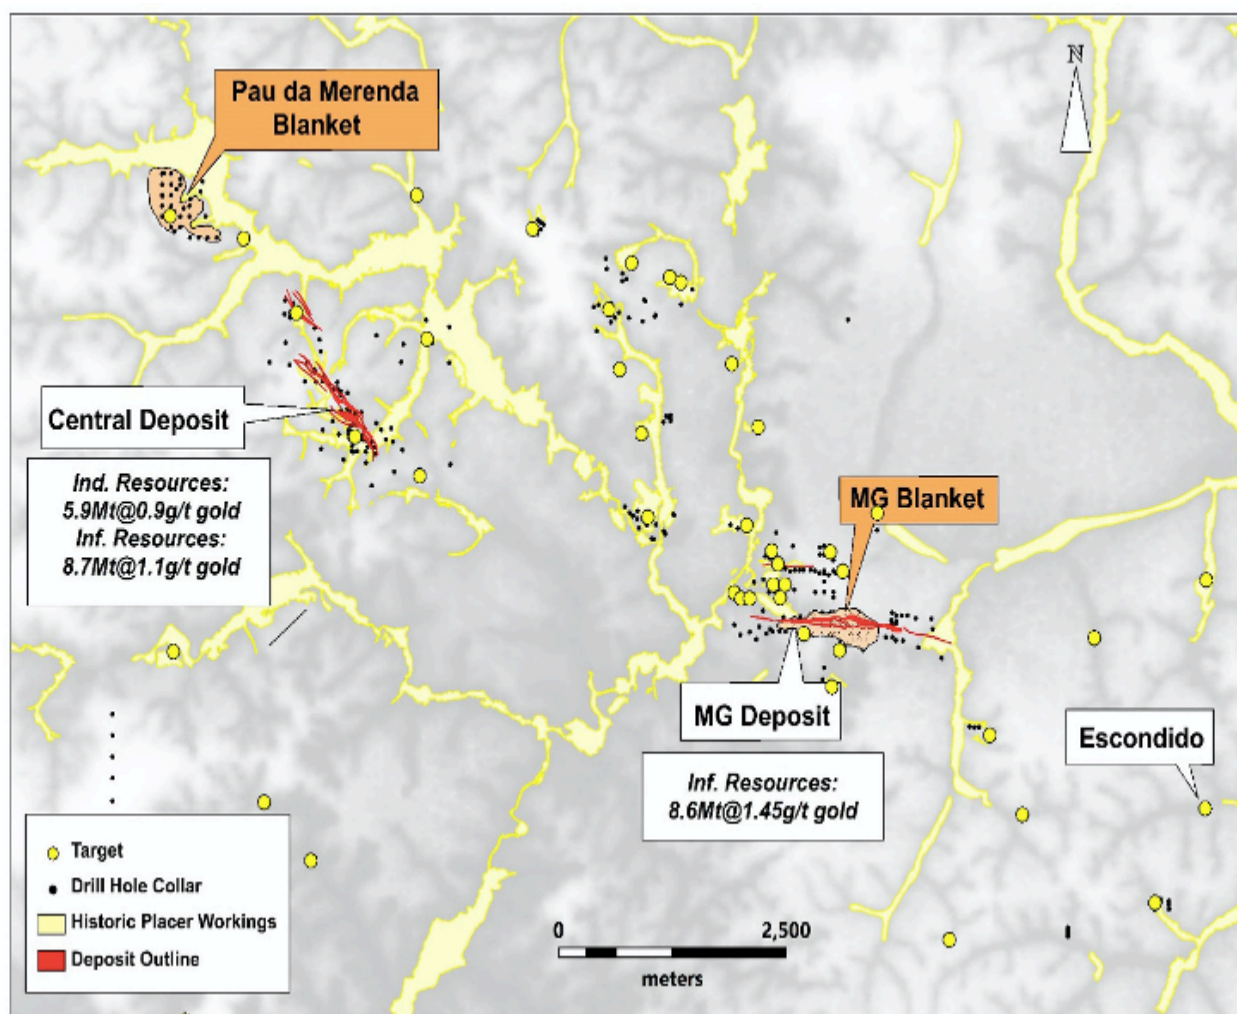 Pau da Merenda
Blanket
N
Central Deposit
Ind. Resources:
5.9Mt@0.9g/t gold
Inf. Resources:
8.7Mt@1.1g/t gold
MG Blanket
MG Deposit
Inf. Resources:
8.6Mt@1.45g/t gold
Escondido
Target
Drill Hole Collar
Historic Placer Workings
Deposit Outline
0 2,500
meters